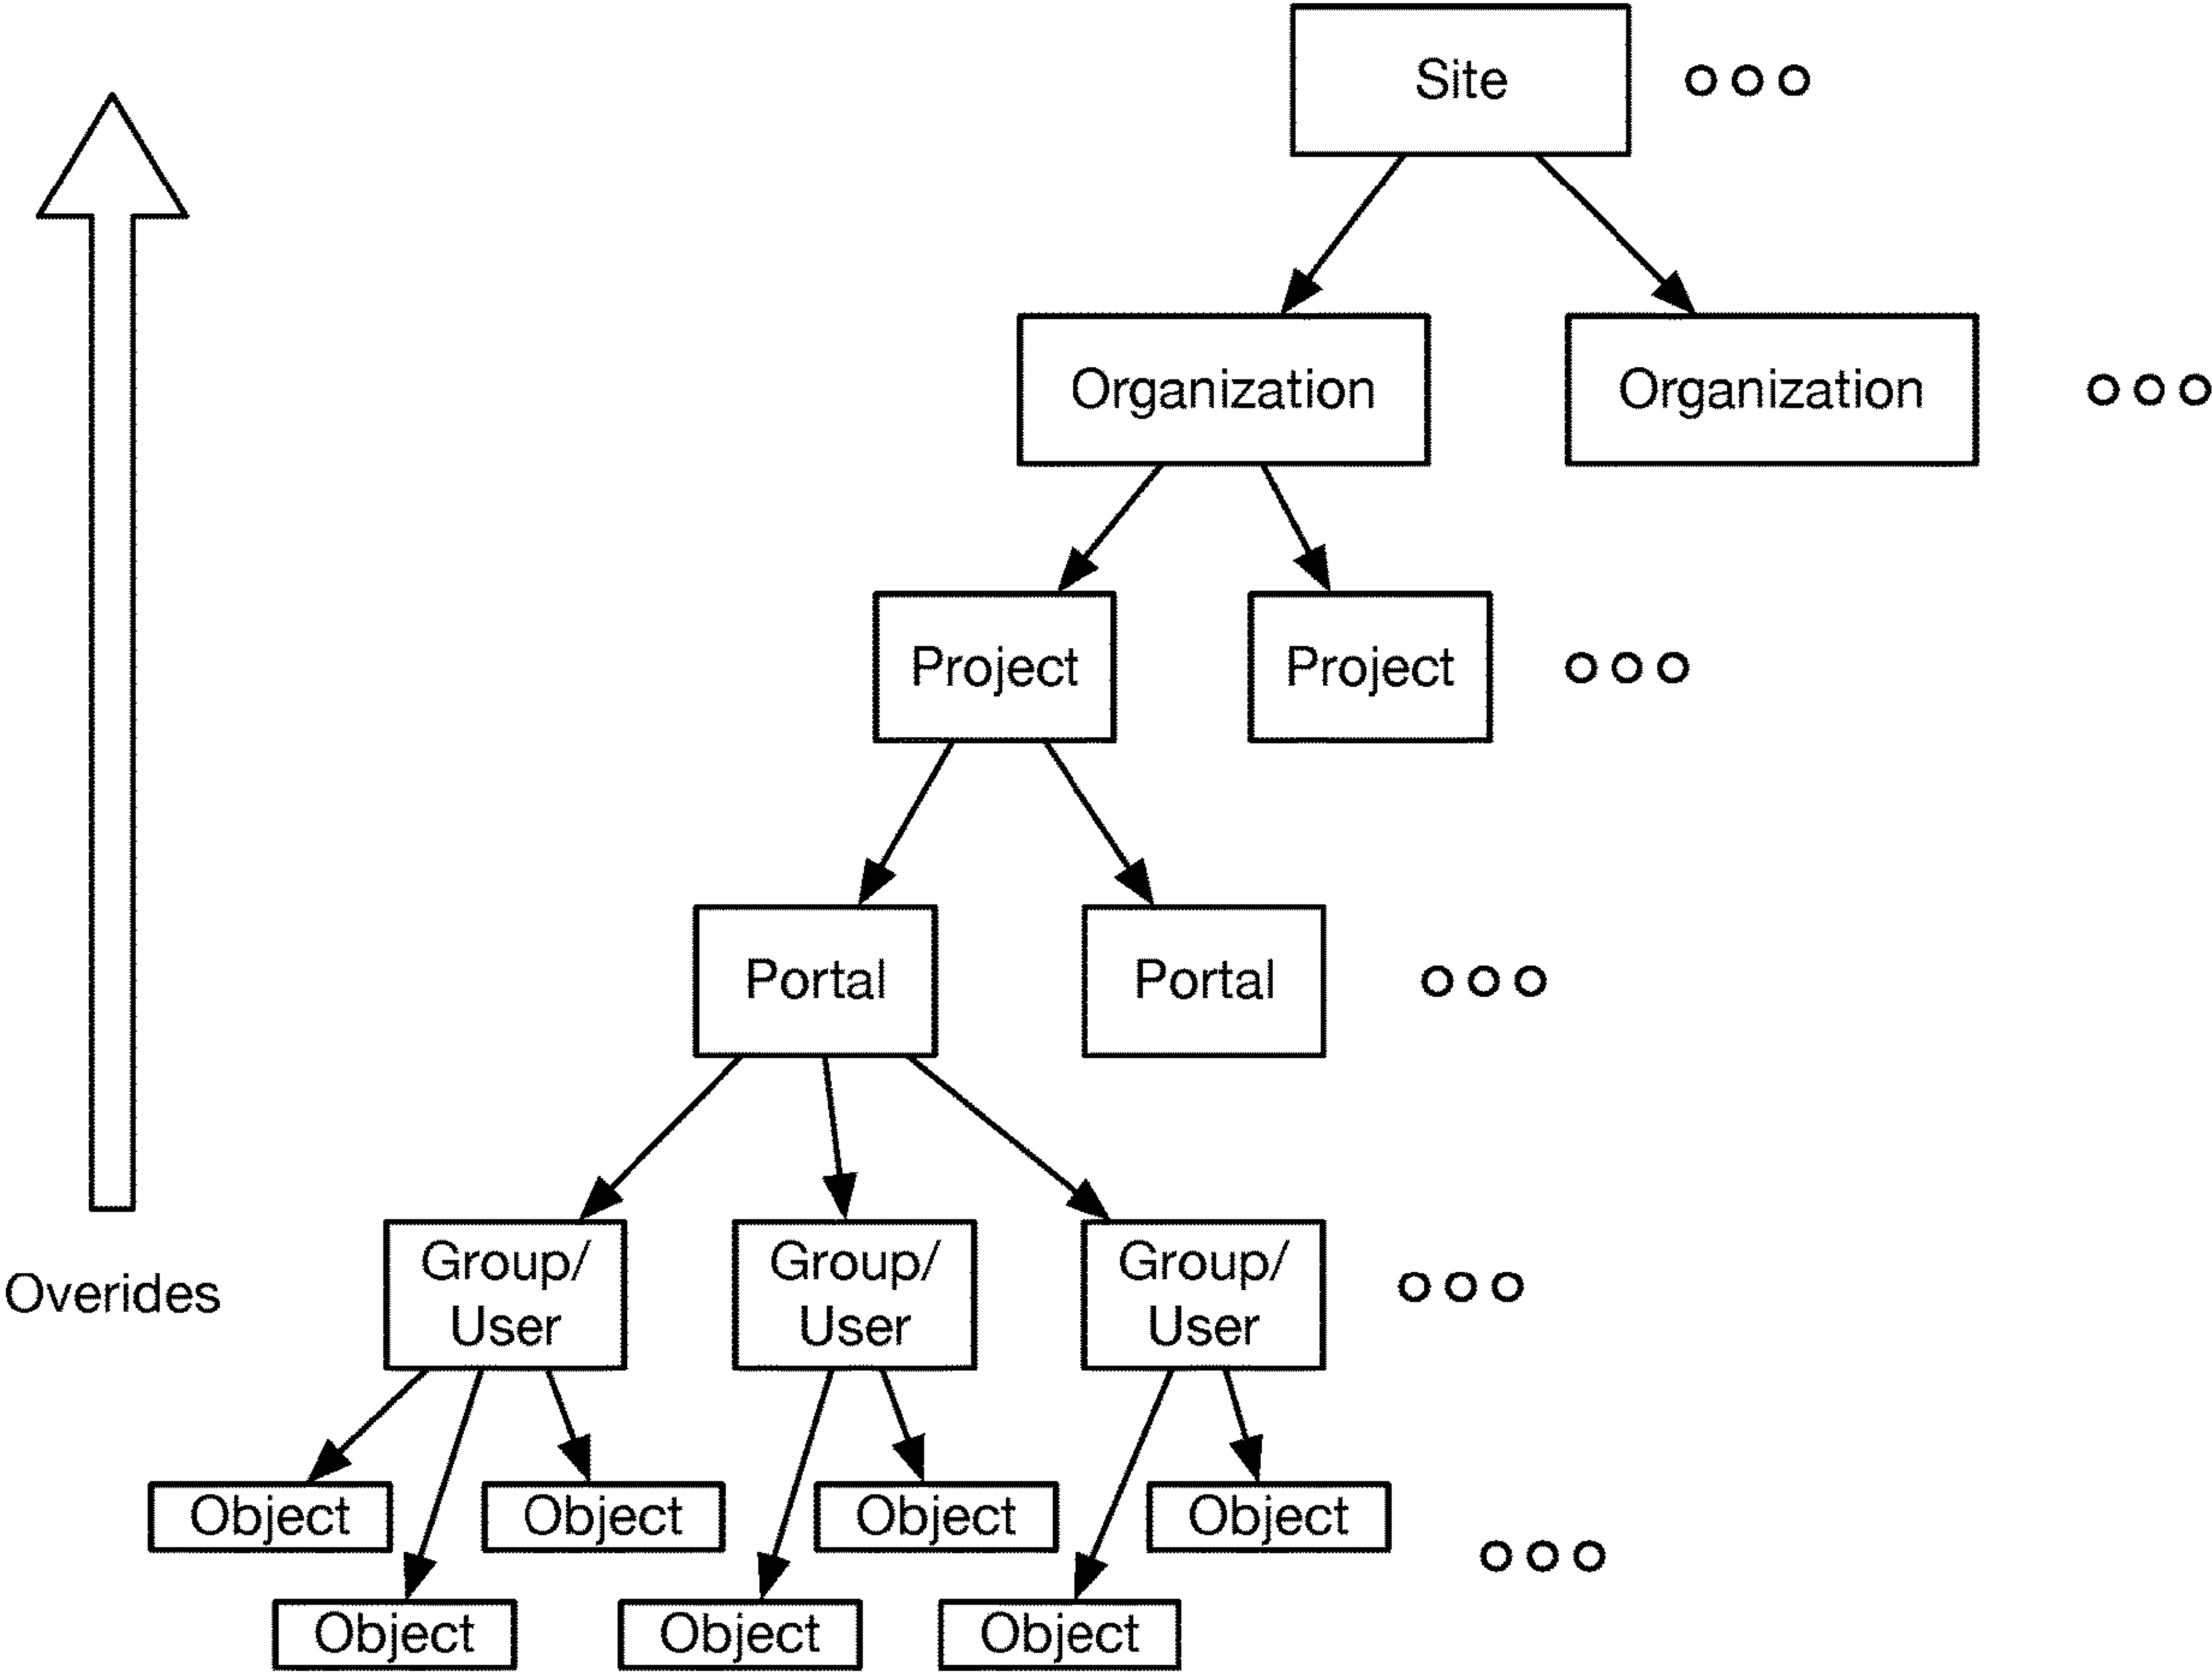 Site
Organization
Organization
Project
Project
Portal
Portal
Overides
Group/
User
Group/
User
Group/
User
Object
Object
Object
Object
Object
Object
Object